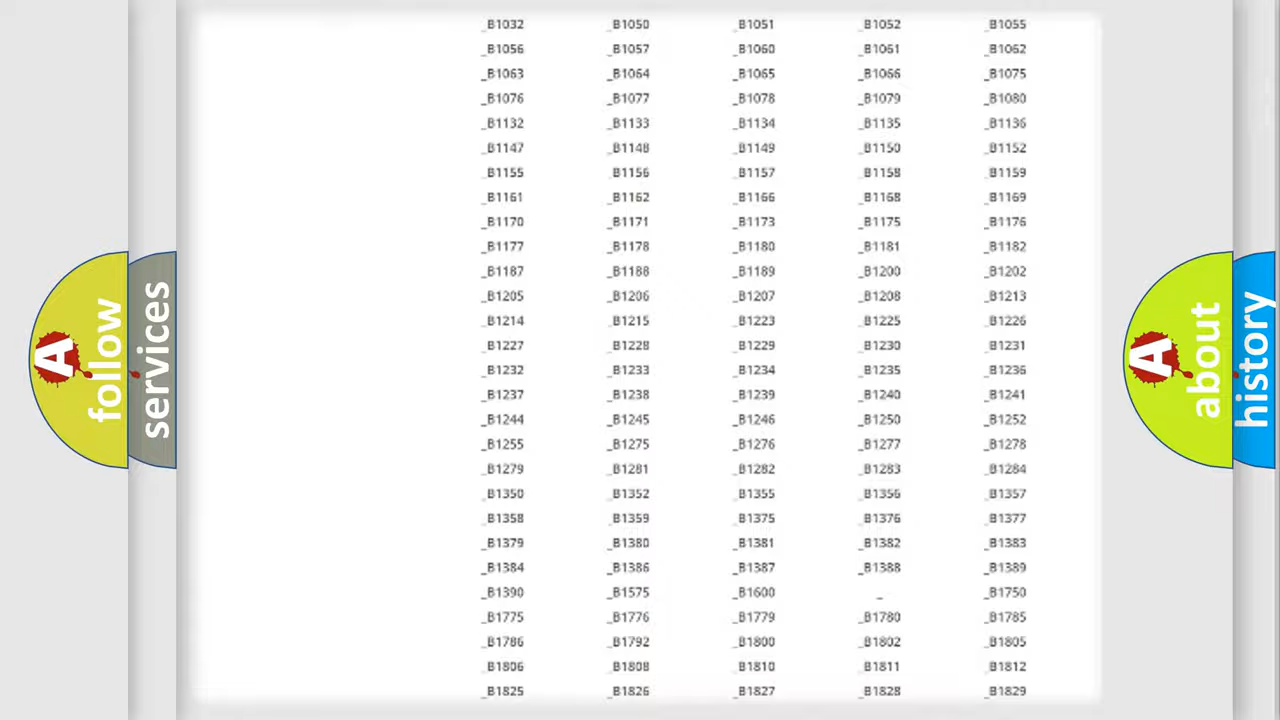 _B1032 _B1050 _B1051 _B1052 _B1055
_B1056 _B1057 _B1060 _B1061 _B1062
_B1063 _B1064 _B1065 _B1066 _B1075
_B1076 _B1077 _B1078 _B1079 _B1080
_B1132 _B1133 _B1134 _B1135 _B1136
_B1147 _B1148 _B1149 _B1150 _B1152
_B1155 _B1156 _B1157 _B1158 _B1159
_B1161 _B1162 _B1166 _B1168 _B1169
_B1170 _B1171 _B1173 _B1175 _B1176
_B1177 _B1178 _B1180 _B1181 _B1182
_B1187 _B1188 _B1189 _B1200 _B1202
_B1205 _B1206 _B1207 _B1208 _B1213
_B1214 _B1215 _B1223 _B1225 _B1226
_B1227 _B1228 _B1229 _B1230 _B1231
_B1232 _B1233 _B1234 _B1235 _B1236
_B1237 _B1238 _B1239 _B1240 _B1241
_B1244 _B1245 _B1246 _B1250 _B1252
_B1255 _B1275 _B1276 _B1277 _B1278
_B1279 _B1281 _B1282 _B1283 _B1284
_B1350 _B1352 _B1355 _B1356 _B1357
_B1358 _B1359 _B1375 _B1376 _B1377
_B1379 _B1380 _B1381 _B1382 _B1383
_B1384 _B1386 _B1387 _B1388 _B1389
_B1390 _B1575 _B1600 _ _B1750
_B1775 _B1776 _B1779 _B1780 _B1785
_B1786 _B1792 _B1800 _B1802 _B1805
_B1806 _B1808 _B1810 _B1811 _B1812
_B1825 _B1826 _B1827 _B1828 _B1829
A
follow
services
A
about
history